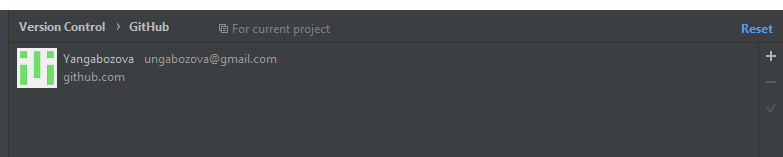 Version Control › GitHub For current project Reset
Yangabozova ungabozova@gmail.com
github.com